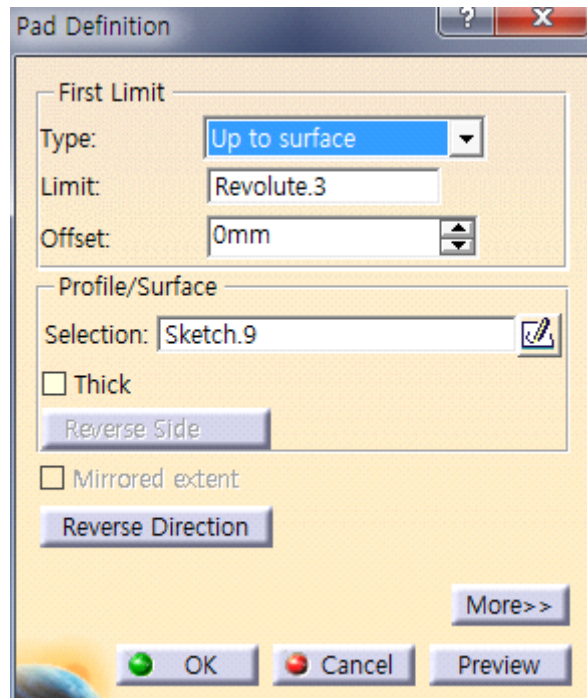 Pad Definition
?
X
First Limit
Type: Up to surface
Limit: Revolute.3
Offset: 0mm
Profile/Surface
Selection: Sketch.9
Thick
Reverse Side
Mirrored extent
Reverse Direction
More>>
OK Cancel Preview